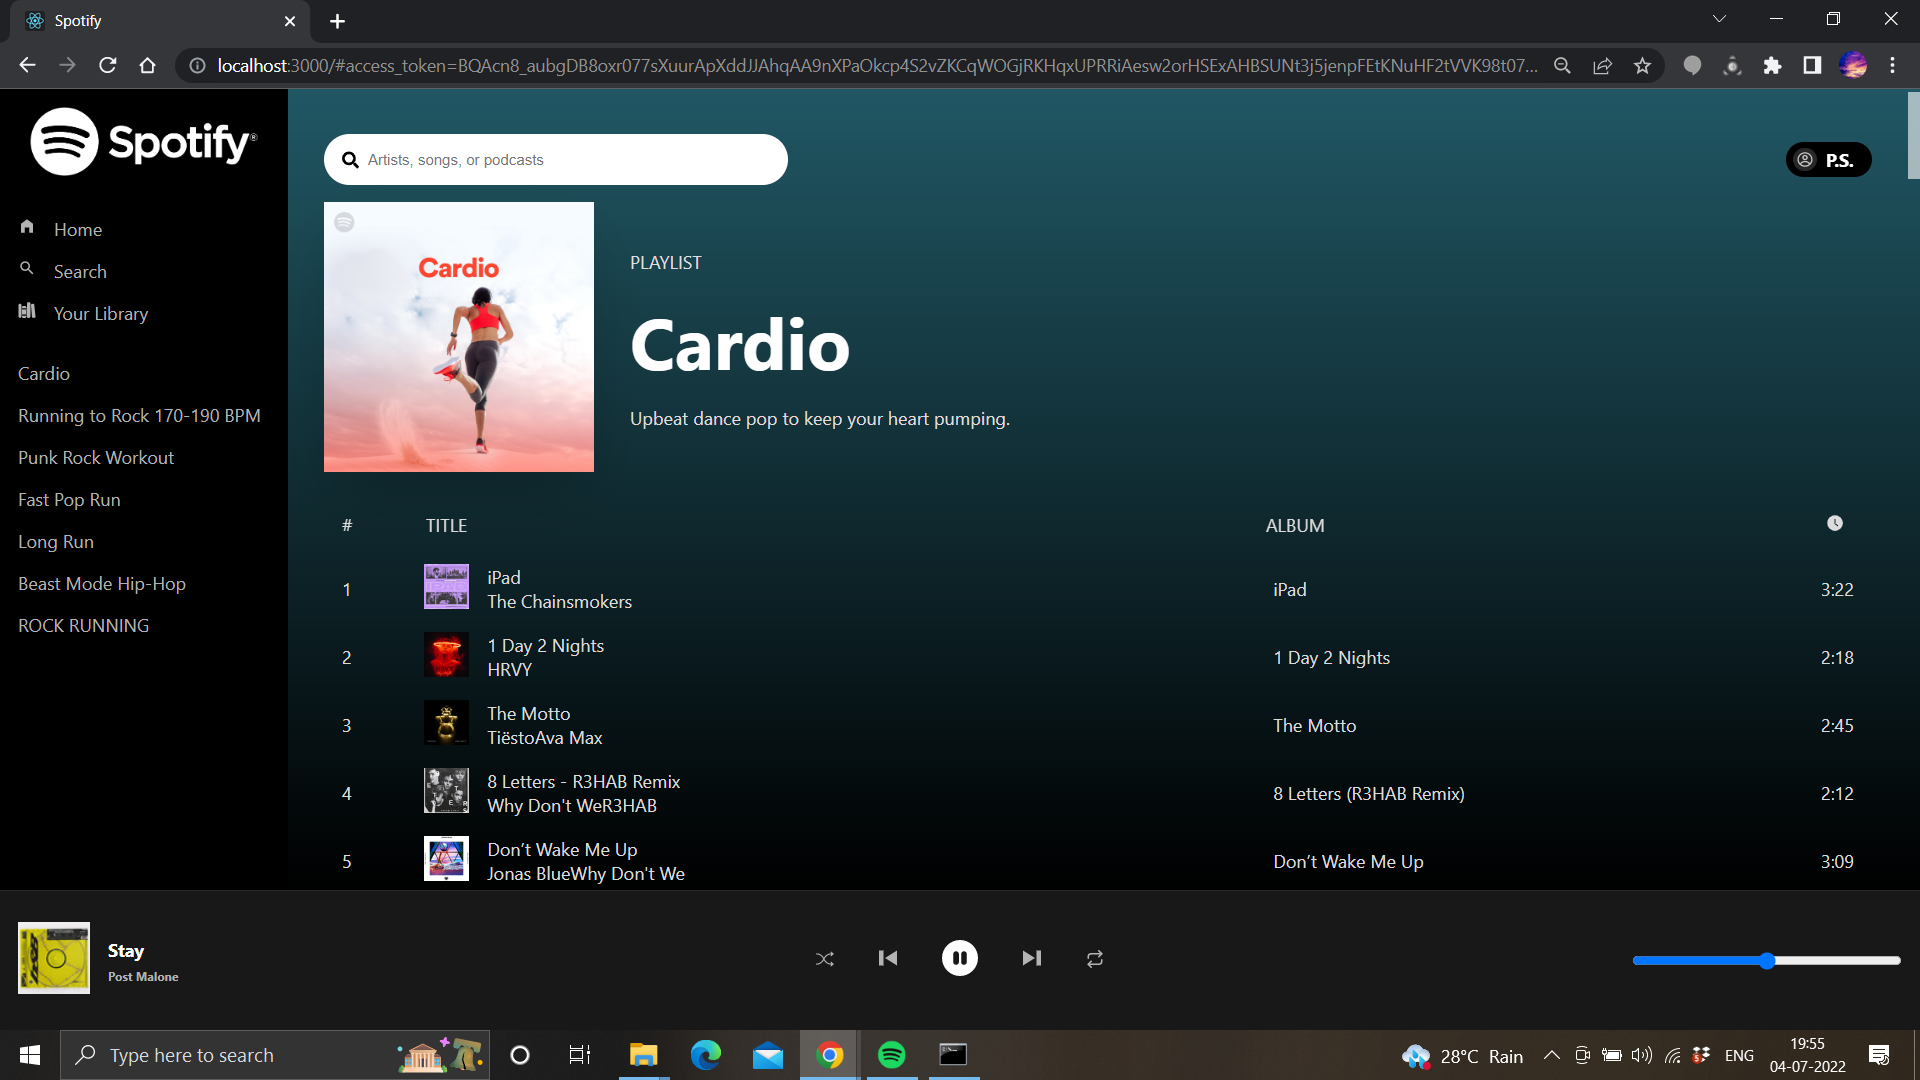 Spotify
localhost:3000/#access_token=BQAcn8_aubgDB8oxr077sXuurApXddJJAhqAA9nXPaOkcp4S2vZKCqWOGjRKHqxUPRRiAesw2orHSExAHBSUNt3j5jenpFEtKNuHF2tVVK98t07...
Spotify®
Home
Search
Your Library
Cardio
Running to Rock 170-190 BPM
Punk Rock Workout
Fast Pop Run
Long Run
Beast Mode Hip-Hop
ROCK RUNNING
Artists, songs, or podcasts
P.S.
Cardio
PLAYLIST
Cardio
Upbeat dance pop to keep your heart pumping.
# TITLE ALBUM
1 iPad iPad 3:22
The Chainsmokers
2 1 Day 2 Nights 1 Day 2 Nights 2:18
HRVY
3 The Motto The Motto 2:45
TiëstoAva Max
4 8 Letters - R3HAB Remix 8 Letters (R3HAB Remix) 2:12
Why Don't WeR3HAB
5 Don’t Wake Me Up Don’t Wake Me Up 3:09
Jonas BlueWhy Don't We
Stay
Post Malone
Type here to search
28°C Rain
ENG
19:55
04-07-2022